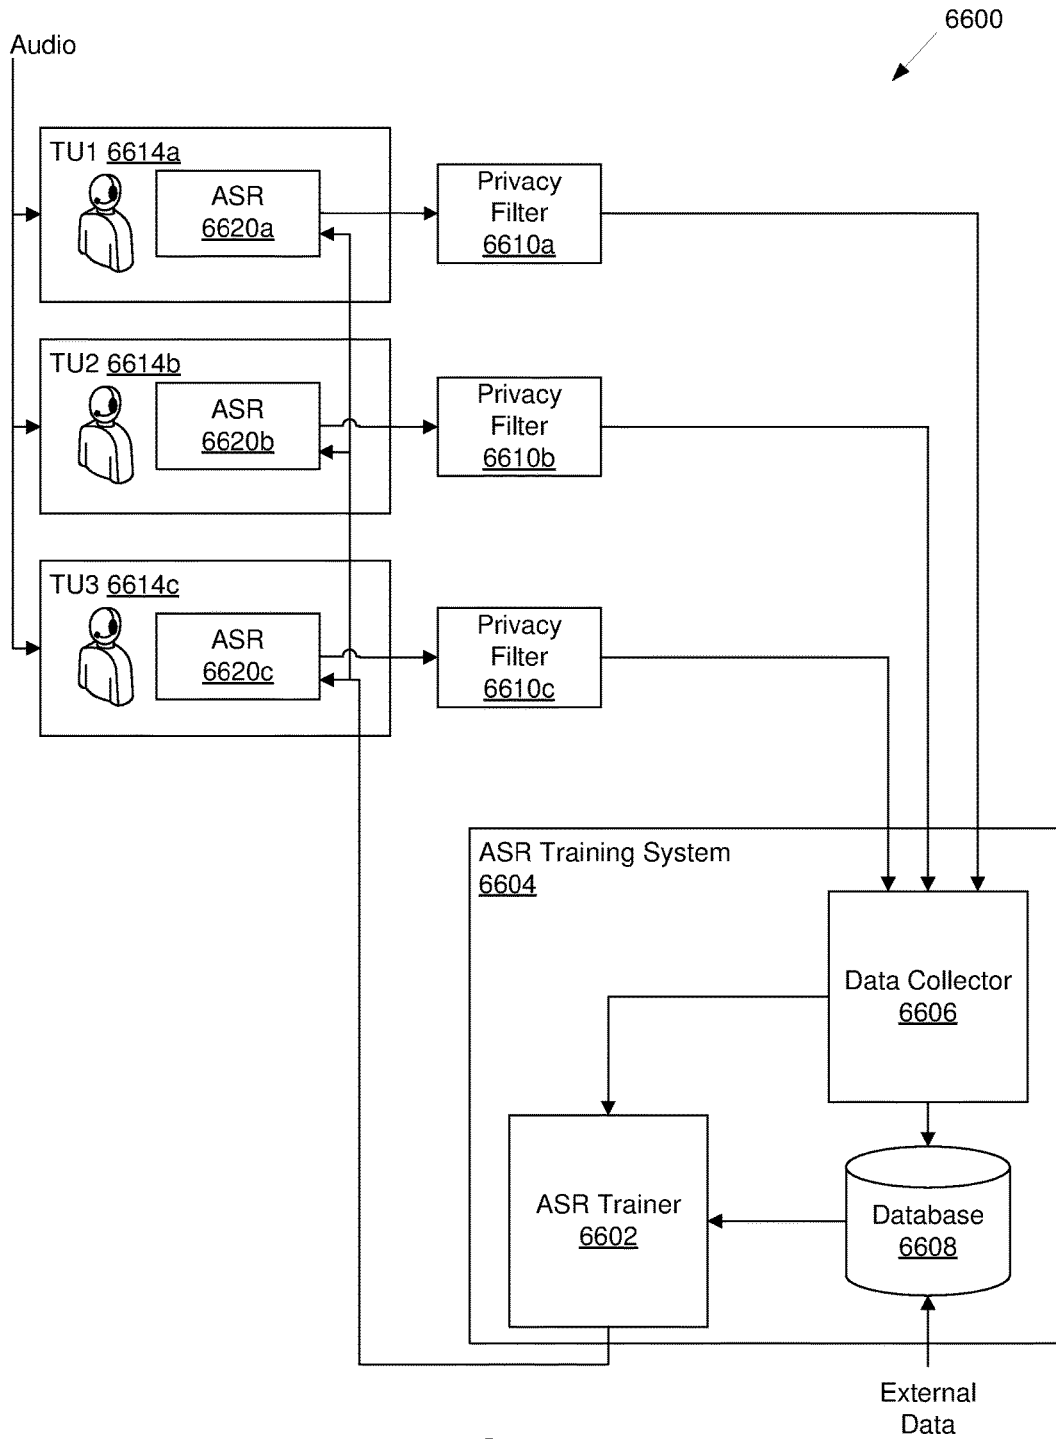 6600
Audio
TU1 6614a
ASR
6620a
Privacy
Filter
6610a
TU2 6614b
ASR
6620b
Privacy
Filter
6610b
TU3 6614c
ASR
6620c
Privacy
Filter
6610c
ASR Training System
6604
Data Collector
6606
ASR Trainer
6602
Database
6608
External
Data